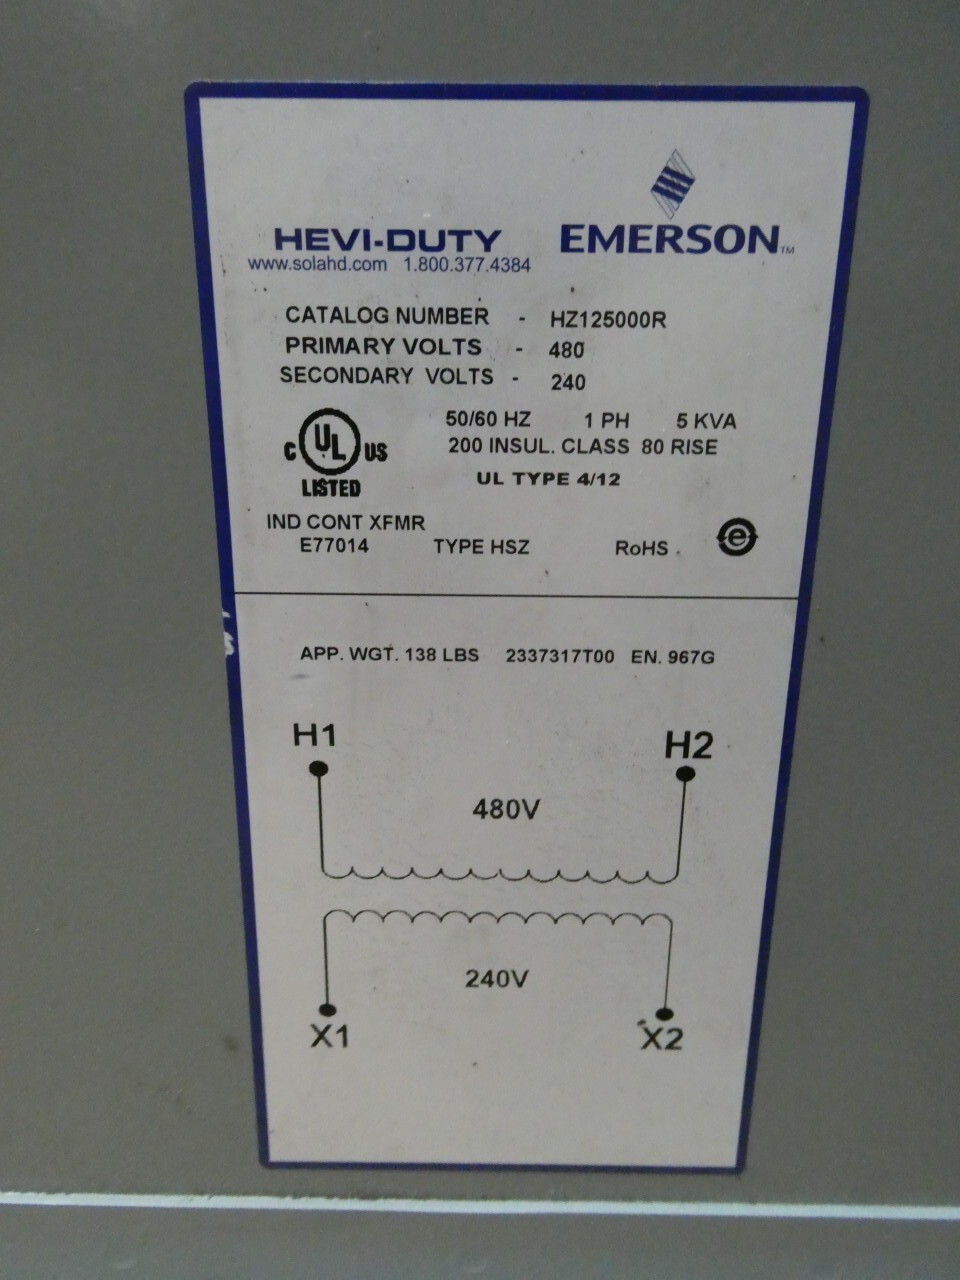 HEVI-DUTY EMERSON™
www.solahd.com 1.800.377.4384
CATALOG NUMBER - HZ125000R
PRIMARY VOLTS - 480
SECONDARY VOLTS - 240
50/60 HZ 1 PH 5 KVA
200 INSUL. CLASS 80 RISE
UL TYPE 4/12
C UL US
LISTED
IND CONT XFMR
E77014 TYPE HSZ RoHS e
APP. WGT. 138 LBS 2337317T00 EN. 967G
H1 H2
480V
240V
X1 X2